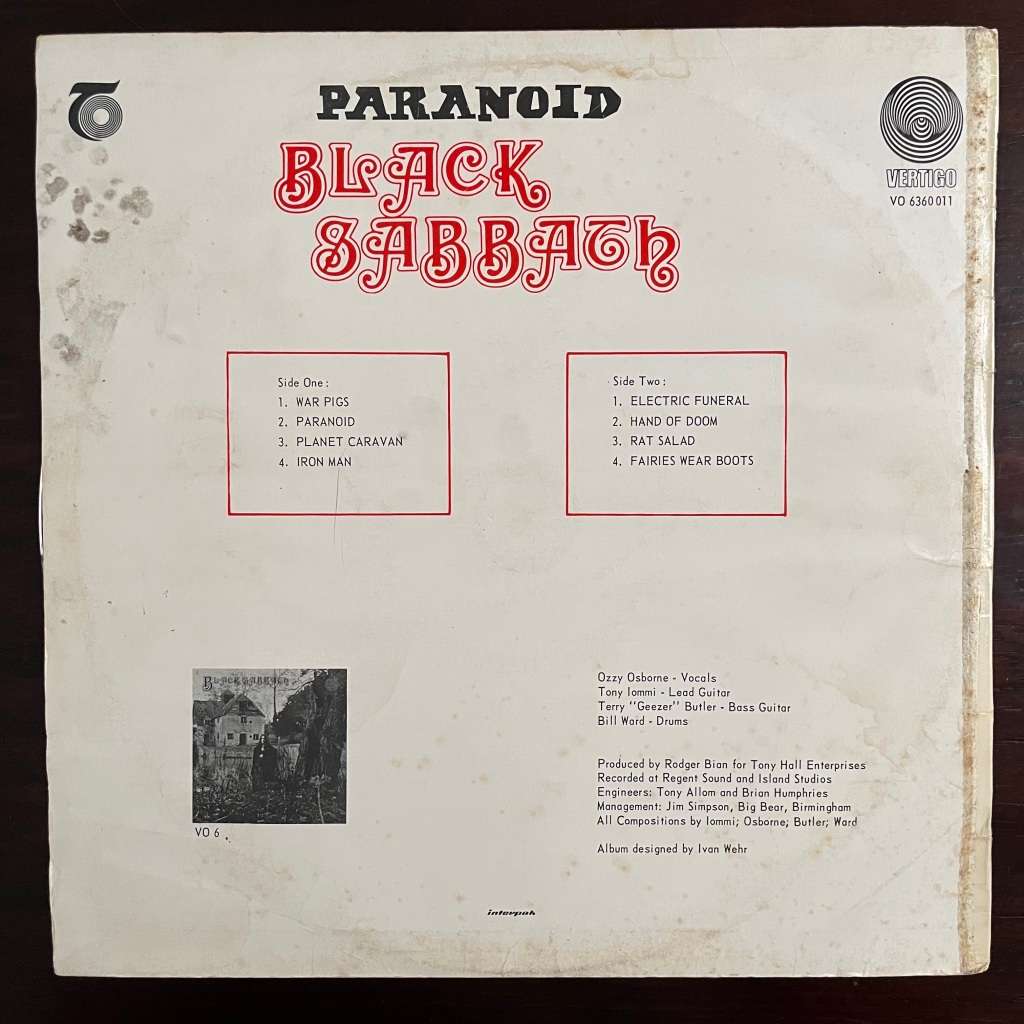 PARANOID
BLACK
SABBATH
VERTIGO
VO 6360 011
Side One :
1. WAR PIGS
2. PARANOID
3. PLANET CARAVAN
4. IRON MAN
Side Two :
1. ELECTRIC FUNERAL
2. HAND OF DOOM
3. RAT SALAD
4. FAIRIES WEAR BOOTS
BLACK SABBATH
VO 6
Ozzy Osborne - Vocals
Tony Iommi - Lead Guitar
Terry "Geezer" Butler - Bass Guitar
Bill Ward - Drums
Produced by Rodger Bian for Tony Hall Enterprises
Recorded at Regent Sound and Island Studios
Engineers: Tony Allom and Brian Humphries
Management: Jim Simpson, Big Bear, Birmingham
All Compositions by Iommi; Osborne; Butler; Ward
Album designed by Ivan Wehr
interpak